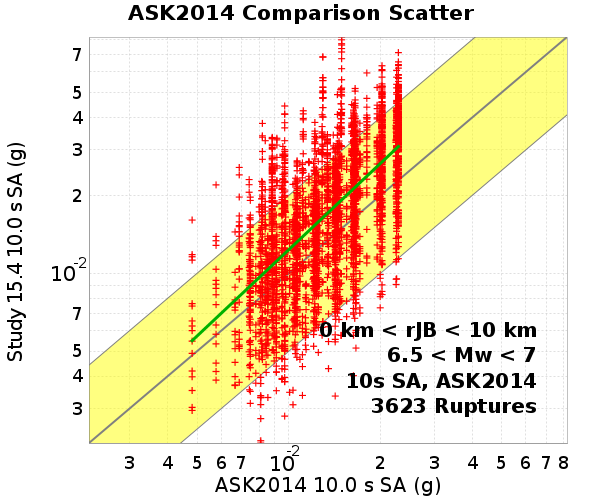 ASK2014 Comparison Scatter
Study 15.4 10.0 s SA (g)
7
5
4
3
2
10-2
7
5
4
3
0 km < rJB < 10 km
6.5 < Mw < 7
10s SA, ASK2014
3623 Ruptures
3 4 5 6 7 10-2 2 3 4 5 6 7 8
ASK2014 10.0 s SA (g)